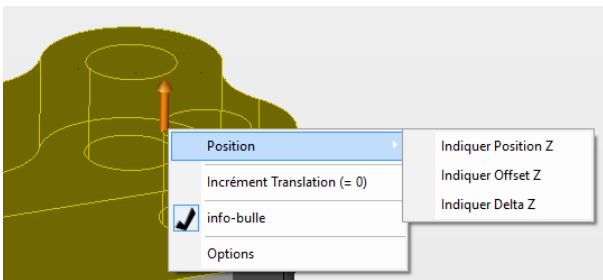 Position
Incrément Translation (= 0)
info-bulle
Options
Indiquer Position Z
Indiquer Offset Z
Indiquer Delta Z